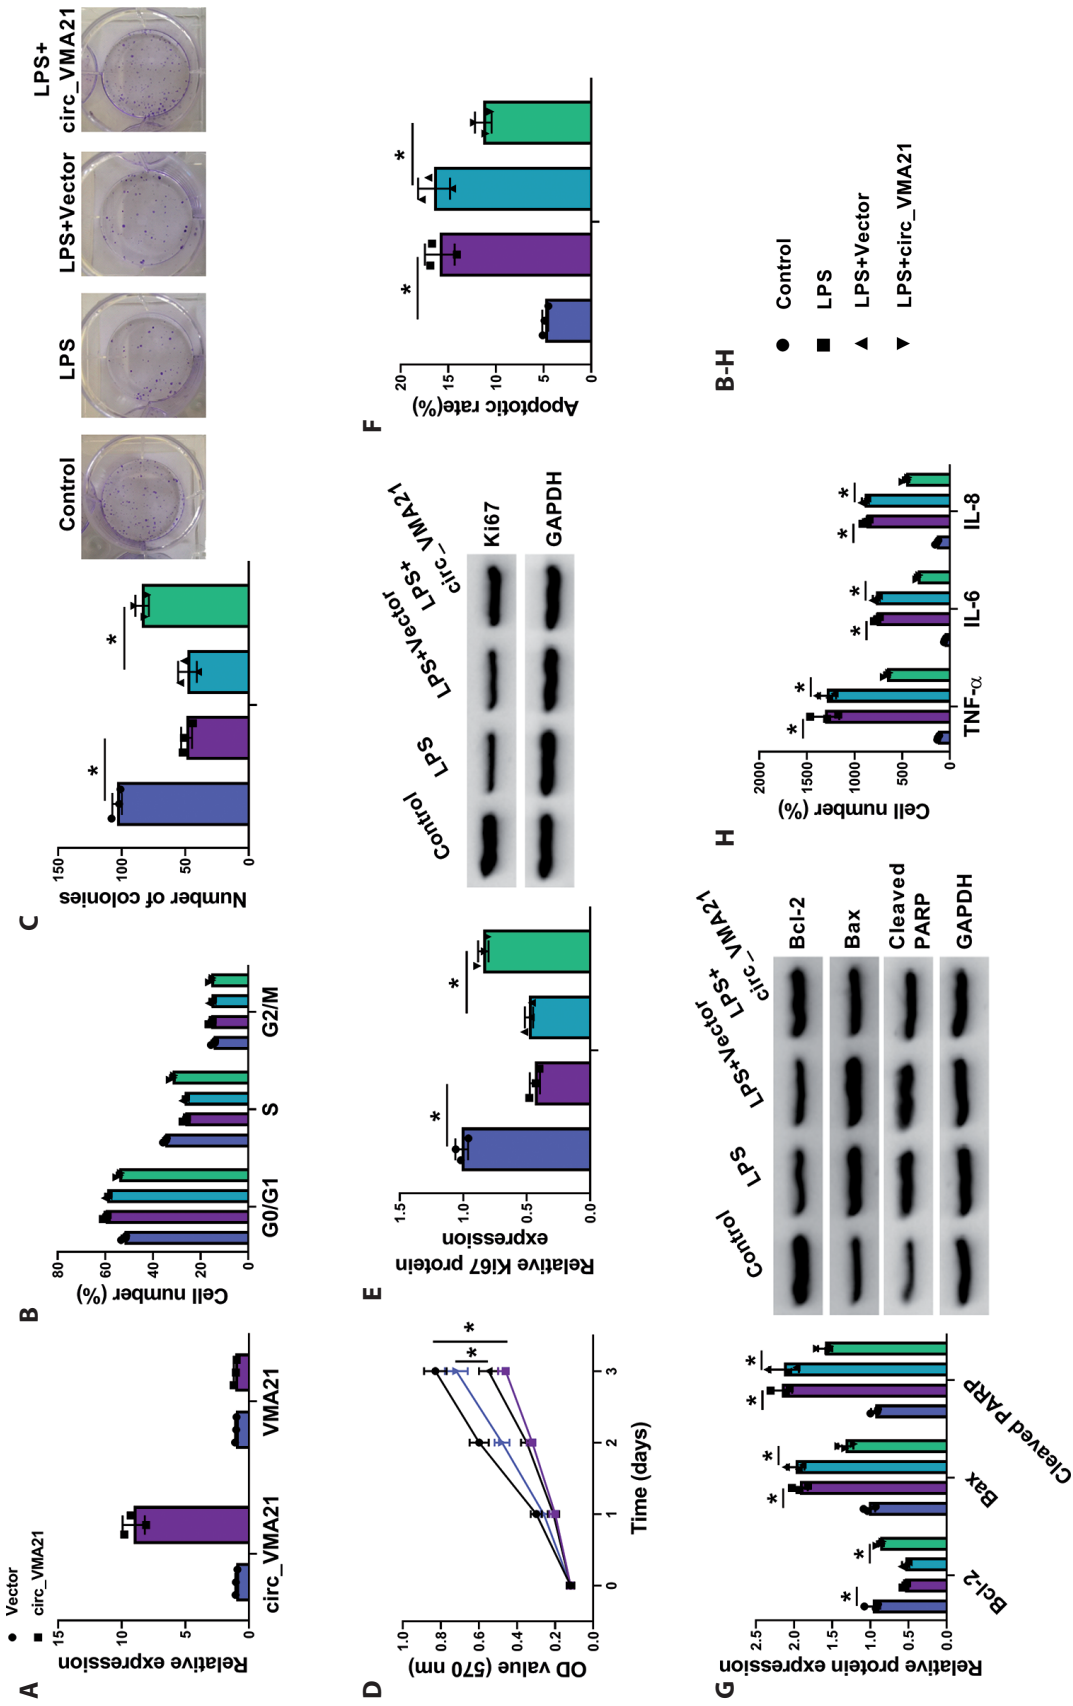 A
Vector
circ_VMA21
Relative expression
15
10
5
0
circ_VMA21
VMA21
B
Cell number (%)
80
60
40
20
0
G0/G1
S
G2/M
C
Number of colonies
150
100
50
0
*
*
Control
LPS
LPS+Vector
LPS+
circ_VMA21
D
OD value (570 nm)
1.0
0.8
0.6
0.4
0.2
0.0
0
1
2
3
Time (days)
*
*
E
Relative Ki67 protein
expression
1.5
1.0
0.5
0.0
*
*
Control
LPS
LPS+Vector
LPS+
circ_VMA21
Ki67
GAPDH
F
Apoptotic rate(%)
20
15
10
5
0
*
*
G
Relative protein expression
2.5
2.0
1.5
1.0
0.5
0.0
*
*
*
*
*
*
Bcl-2
Bax
Cleaved PARP
Control
LPS
LPS+Vector
LPS+
circ_VMA21
Bcl-2
Bax
Cleaved
PARP
GAPDH
H
Cell number (%)
2000
1500
1000
500
0
*
*
*
*
*
*
TNF-α
IL-6
IL-8
B-H
Control
LPS
LPS+Vector
LPS+circ_VMA21